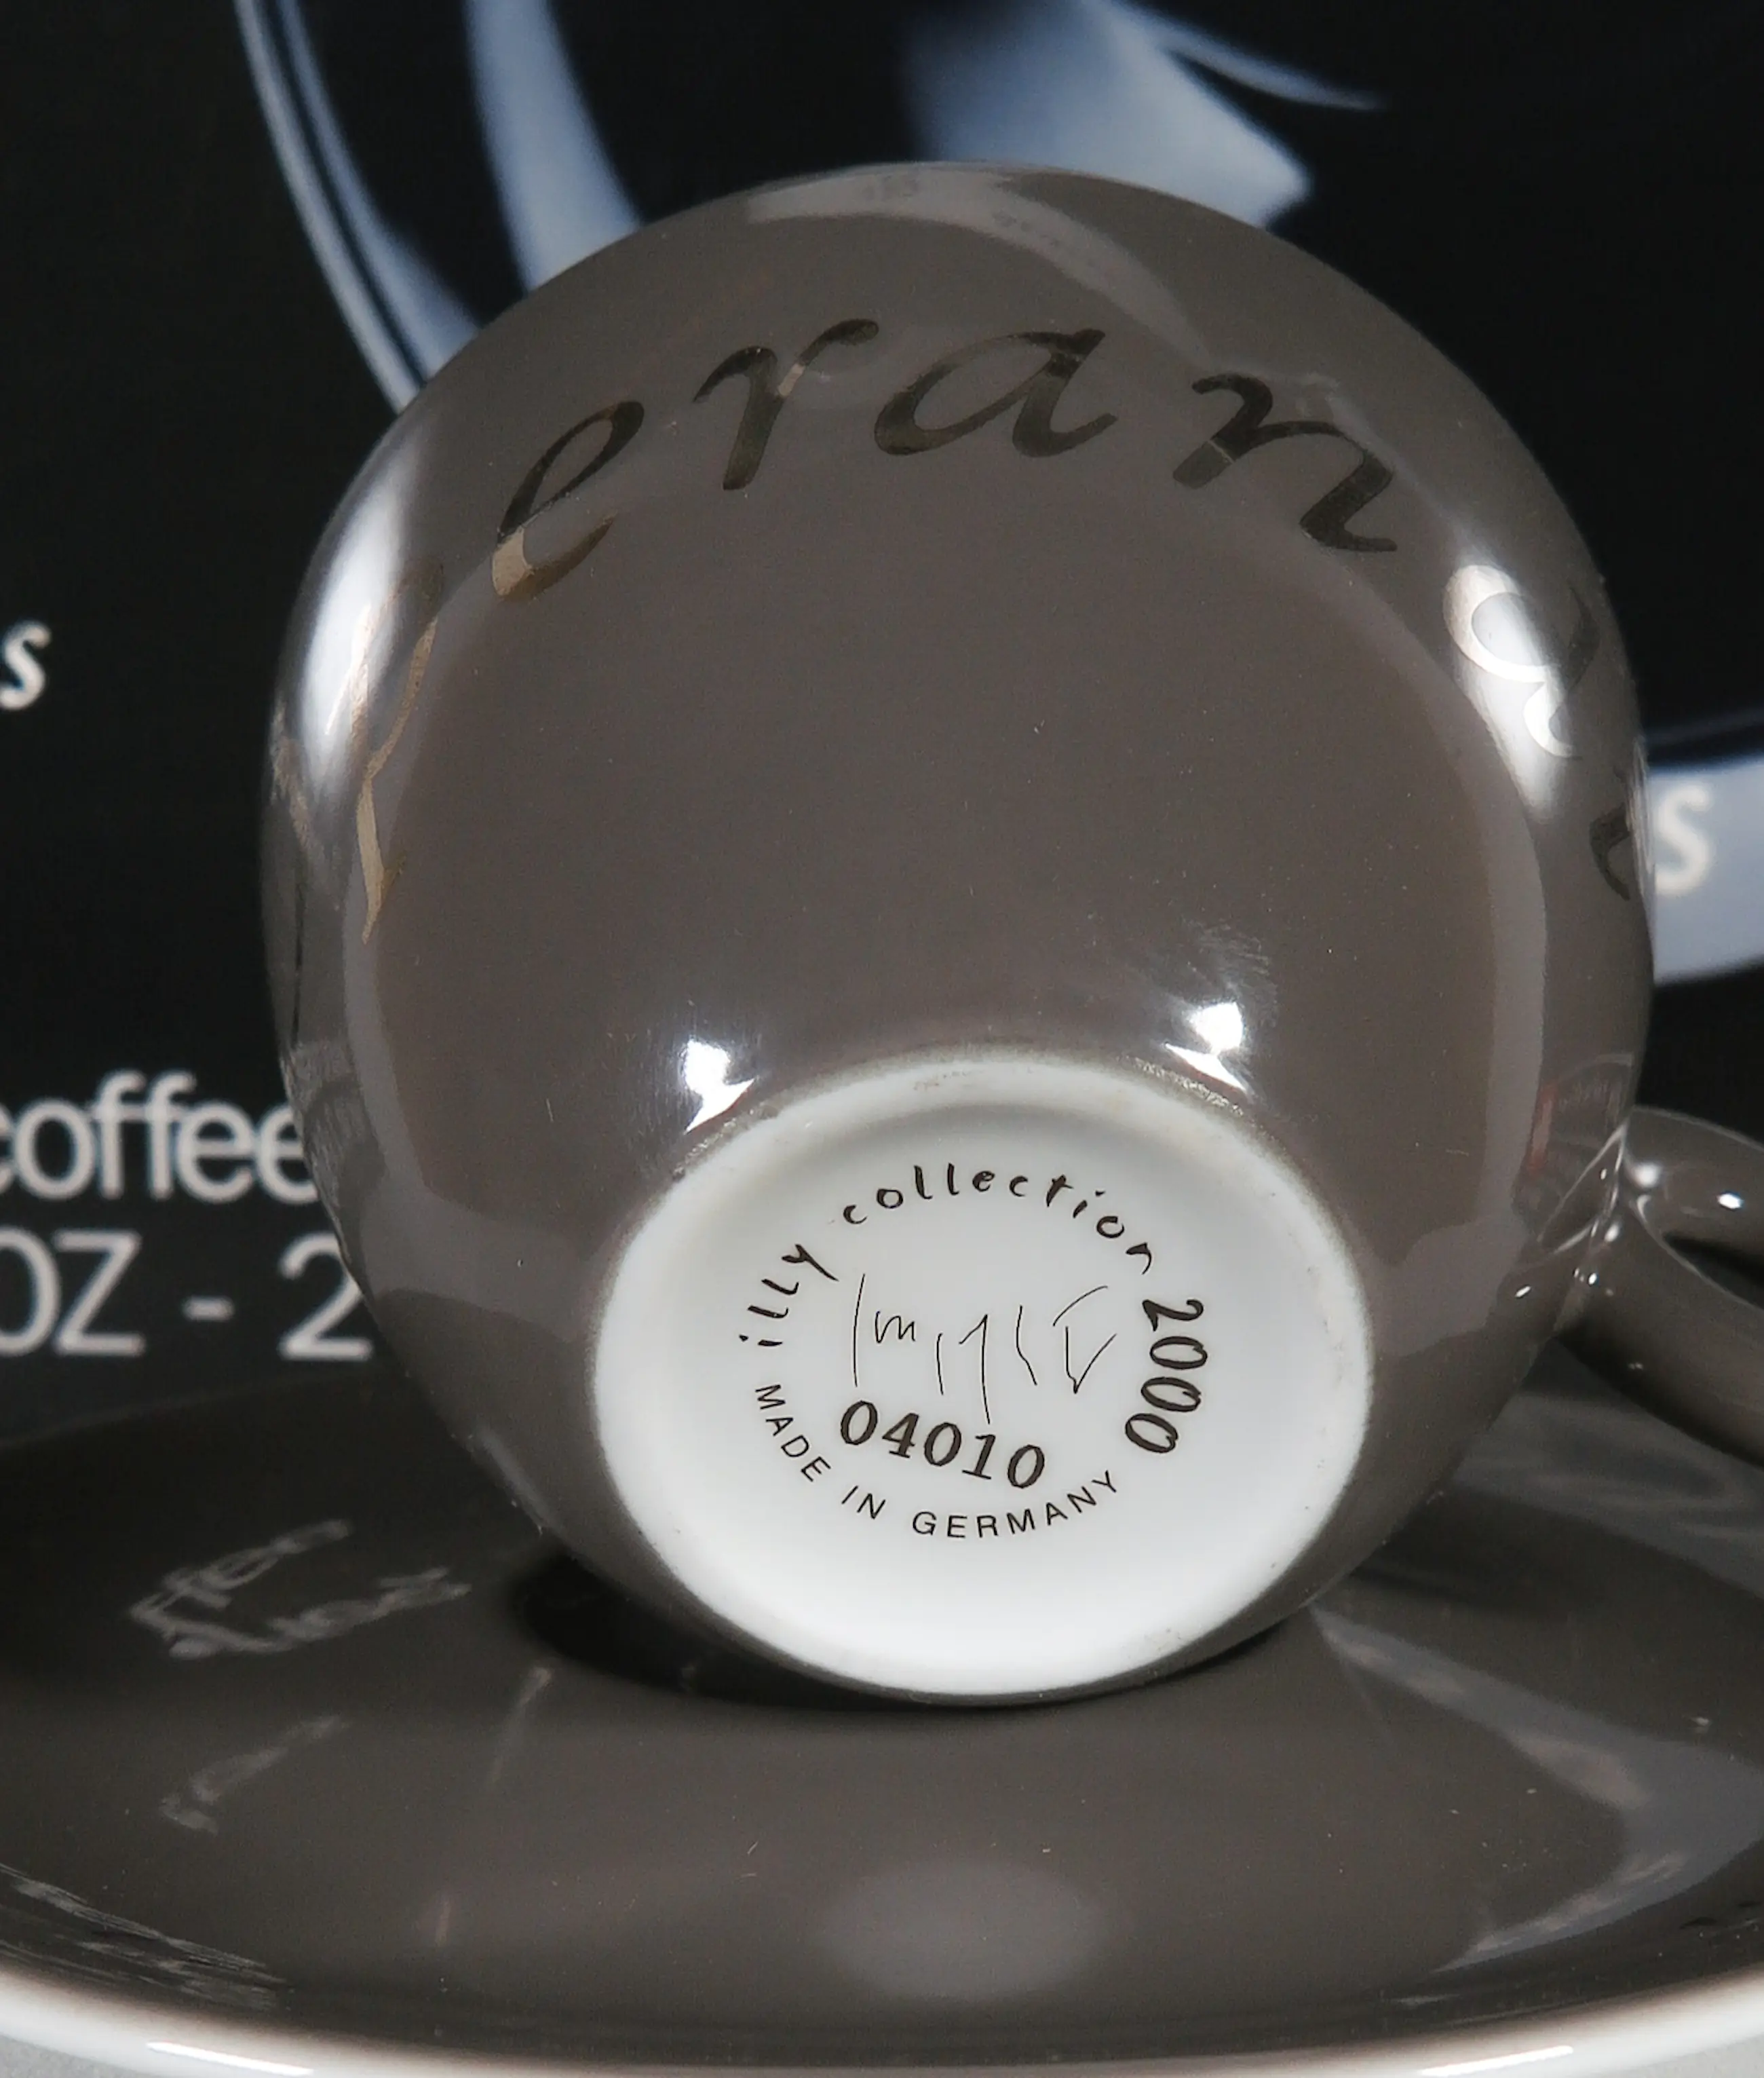 eran
s
s
coffee
OZ - 2
illy collection 2000
04010
MADE IN GERMANY